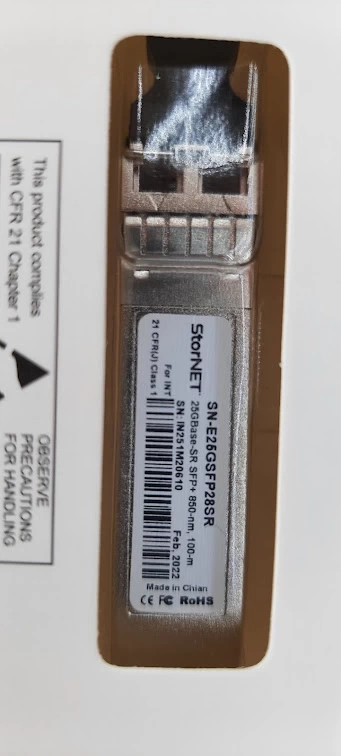 This product complies
with CFR 21 Chapter 1
OBSERVE
PRECAUTIONS
FOR HANDLING
StorNET
SN-E25GSFP28SR
25GBase-SR SFP+ 850-nm, 100-m
21 CFR(J) Class 1
For INT
SN: IN251M20610
Feb, 2022
Made in Chian
CE FC RoHS